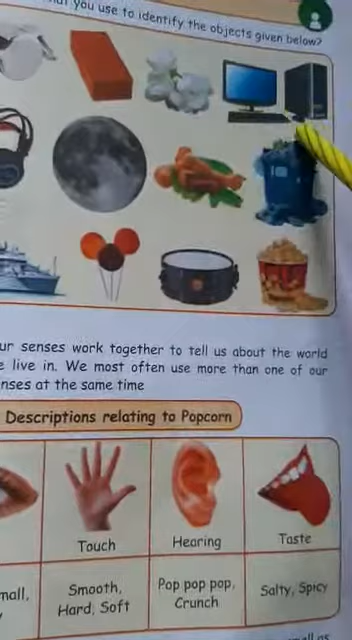 you use to identify the objects given below?
ur senses work together to tell us about the world
live in. We most often use more than one of our
nses at the same time
Descriptions relating to Popcorn
Touch
Hearing
Taste
mall,
Smooth,
Hard, Soft
Pop pop pop,
Crunch
Salty, Spicy